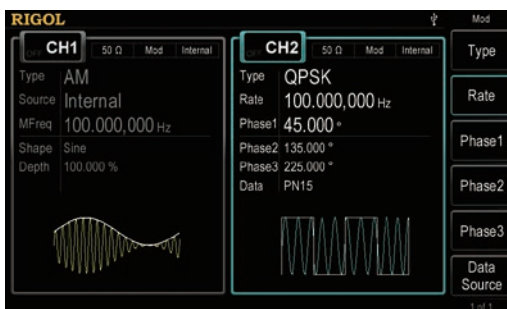 RIGOL
Mod
OFF CH1 50 Ω Mod Internal
Type AM
Source Internal
MFreq 100.000,000 Hz
Shape Sine
Depth 100.000 %
OFF CH2 50 Ω Mod Internal
Type QPSK
Rate 100.000,000 Hz
Phase1 45.000 °
Phase2 135.000 °
Phase3 225.000 °
Data PN15
Type
Rate
Phase1
Phase2
Phase3
Data
Source
1 of 1